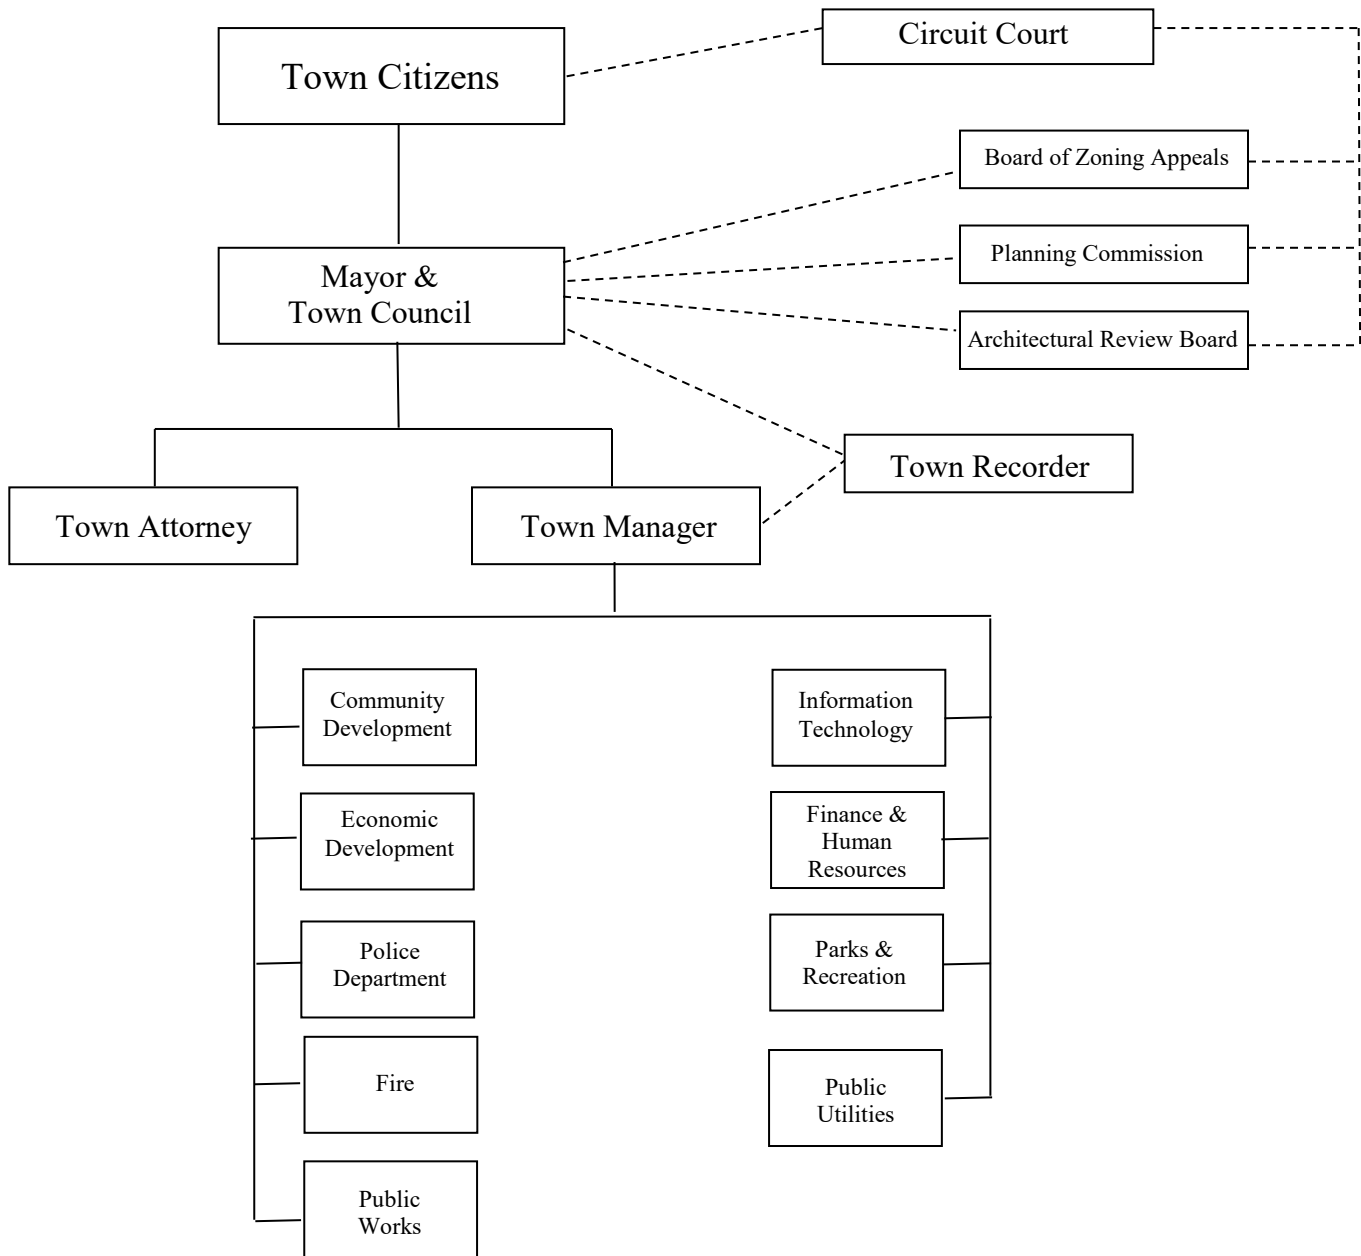 Town Citizens
Circuit Court
Board of Zoning Appeals
Planning Commission
Architectural Review Board
Mayor &
Town Council
Town Recorder
Town Attorney
Town Manager
Community
Development
Economic
Development
Police
Department
Fire
Public
Works
Information
Technology
Finance &
Human
Resources
Parks &
Recreation
Public
Utilities